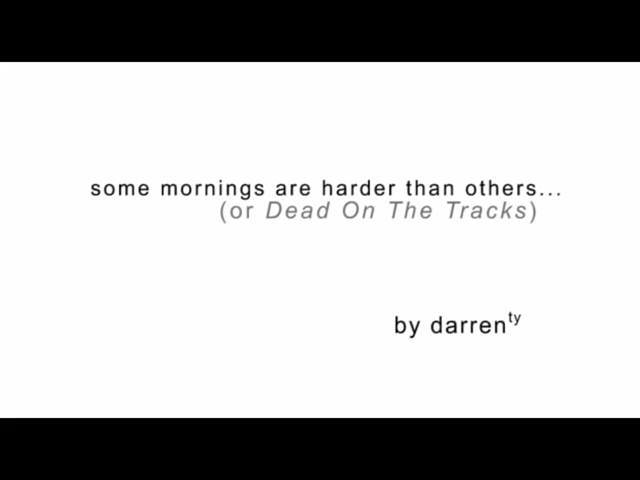 some mornings are harder than others...
(or Dead On The Tracks)
by darren ty